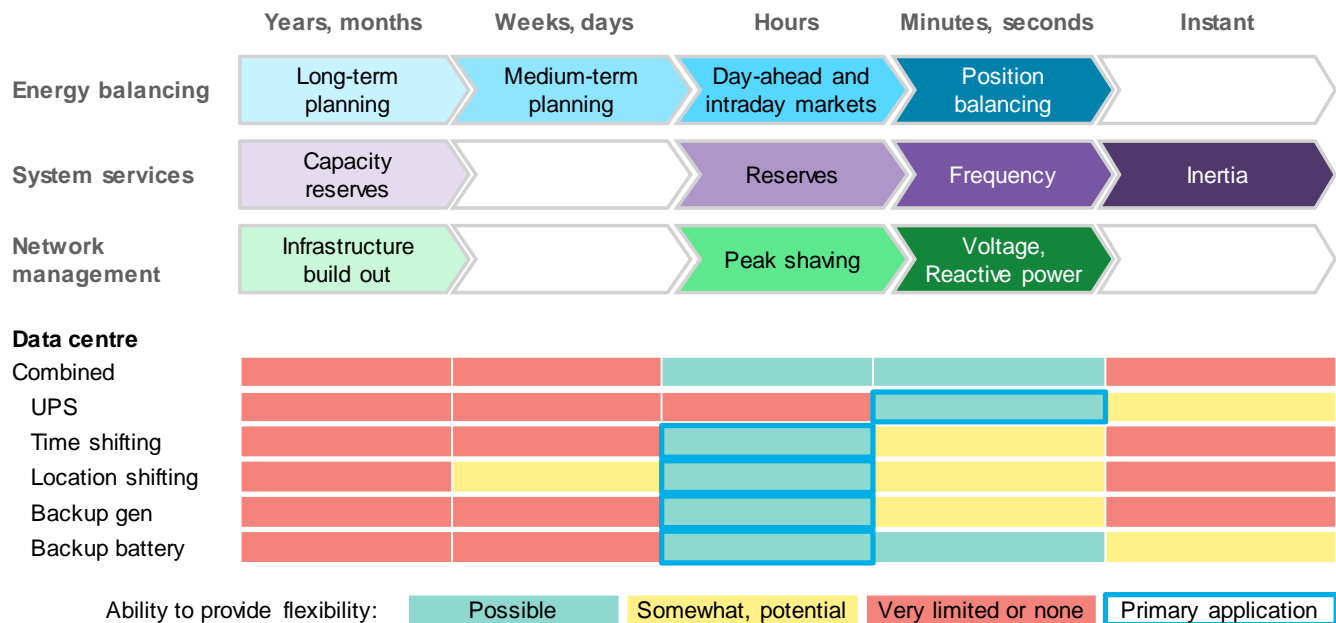 Years, months Weeks, days Hours Minutes, seconds Instant
Energy balancing
Long-term
planning
Medium-term
planning
Day-ahead and
intraday markets
Position
balancing
System services
Capacity
reserves
Reserves
Frequency
Inertia
Network
management
Infrastructure
build out
Peak shaving
Voltage,
Reactive power
Data centre
Combined
UPS
Time shifting
Location shifting
Backup gen
Backup battery
Ability to provide flexibility: Possible Somewhat, potential Very limited or none Primary application